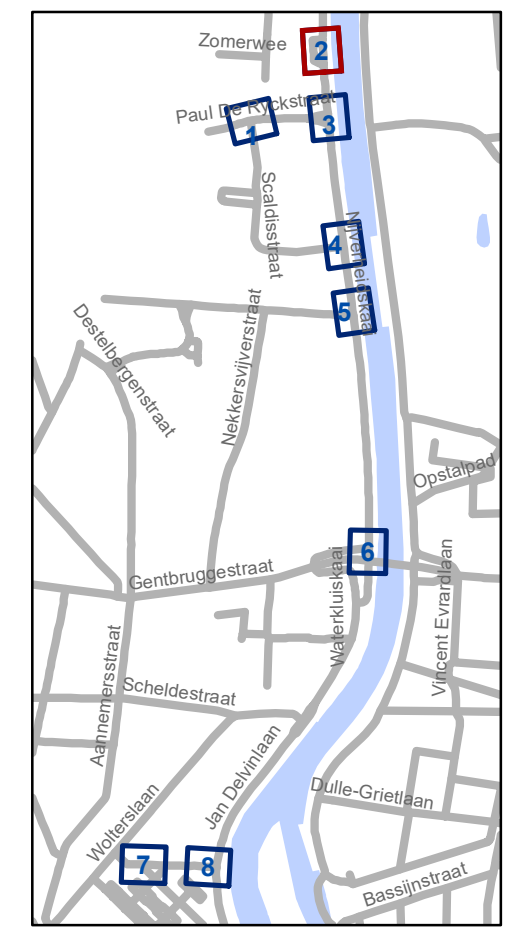 Zomerwee
2
Paul De Ryckstraat
1
3
Scaldisstraat
4
Nijverheidskaai
5
Destelbergenstraat
Nekkersvijverstraat
Opstalpad
6
Gentbruggestraat
Waterkluiskaai
Vincent Evrardlaan
Aannemersstraat
Scheldestraat
Jan Delvinlaan
Dulle-Grietlaan
Wolterslaan
7
8
Bassijnstraat